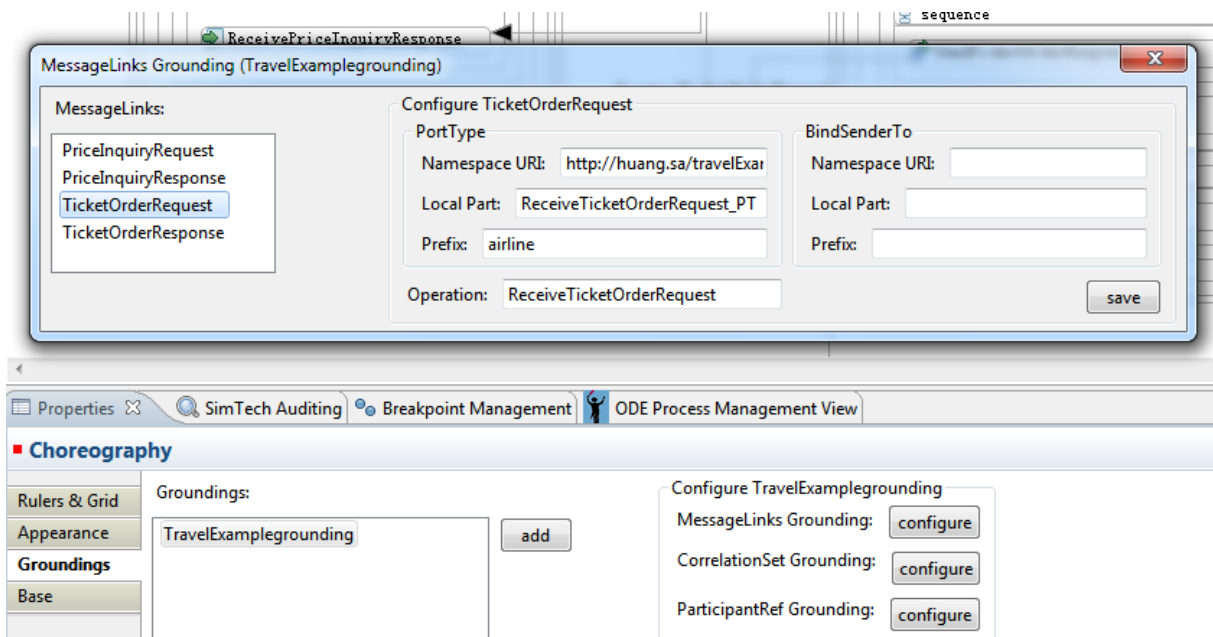 sequence
ReceivePriceInquiryResponse
MessageLinks Grounding (TravelExamplegrounding)
MessageLinks:
PriceInquiryRequest
PriceInquiryResponse
TicketOrderRequest
TicketOrderResponse
Configure TicketOrderRequest
PortType
Namespace URI: http://huang.sa/travelExar
Local Part: ReceiveTicketOrderRequest_PT
Prefix: airline
Operation: ReceiveTicketOrderRequest
BindSenderTo
Namespace URI:
Local Part:
Prefix:
save
Properties SimTech Auditing Breakpoint Management ODE Process Management View
Choreography
Rulers & Grid
Appearance
Groundings
Base
Groundings:
TravelExamplegrounding
add
Configure TravelExamplegrounding
MessageLinks Grounding: configure
CorrelationSet Grounding: configure
ParticipantRef Grounding: configure